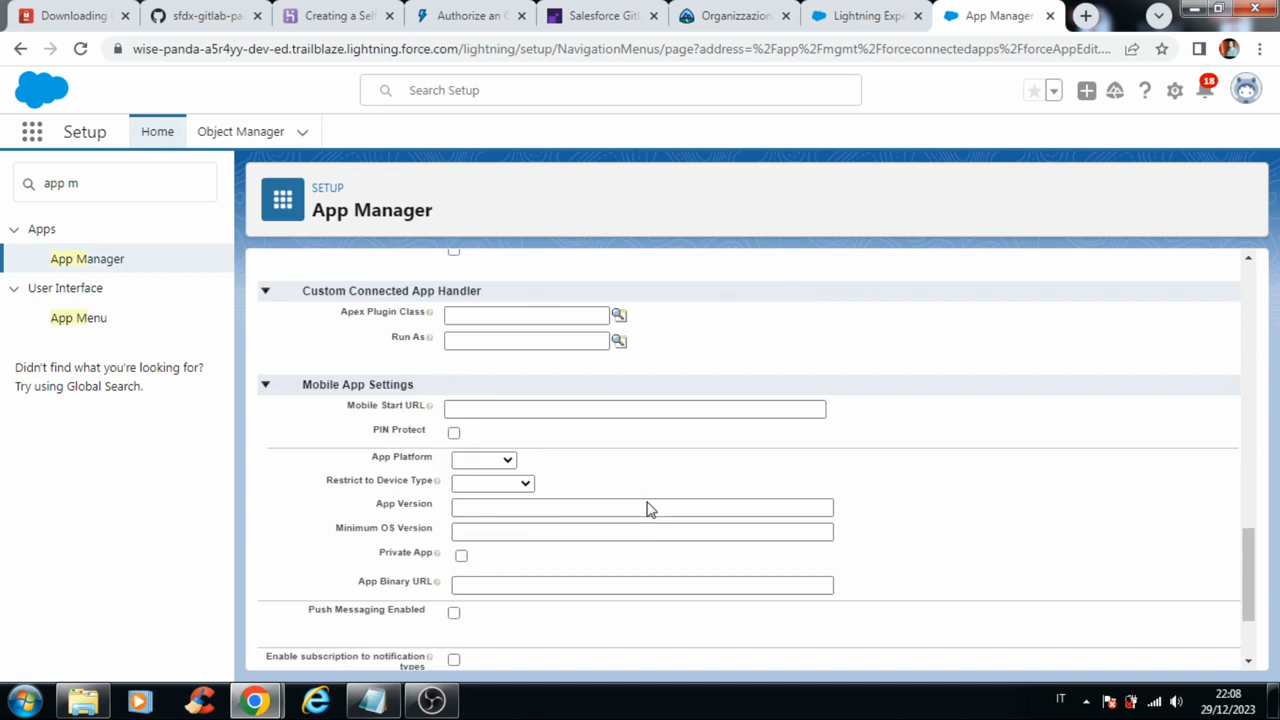 Downloading
sfdx-gitlab-pa
Creating a Sel
Authorize an
Salesforce Gitl
Organizzazion
Lightning Exp
App Manager
wise-panda-a5r4yy-dev-ed.trailblaze.lightning.force.com/lightning/setup/NavigationMenus/page?address=%2Fapp%2Fmgmt%2Fforceconnectedapps%2FforceAppEdit....
Search Setup
18
Setup
Home
Object Manager
app m
SETUP
App Manager
Apps
App Manager
User Interface
App Menu
Didn't find what you're looking for?
Try using Global Search.
Custom Connected App Handler
Apex Plugin Class
Run As
Mobile App Settings
Mobile Start URL
PIN Protect
App Platform
Restrict to Device Type
App Version
Minimum OS Version
Private App
App Binary URL
Push Messaging Enabled
Enable subscription to notification
types
IT
22:08
29/12/2023